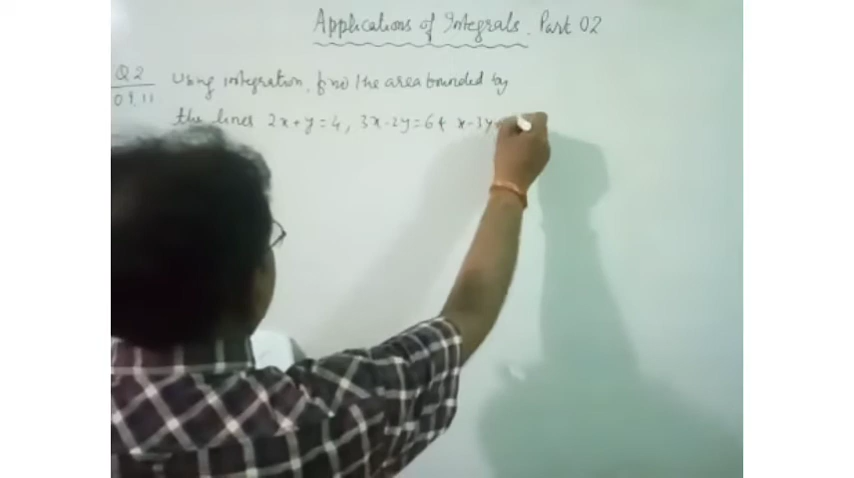 Applications of Integrals. Part 02
Q2 Using integration, find the area bounded by
09,11 the lines 2x+y=4, 3x-2y=6 & x-3y+